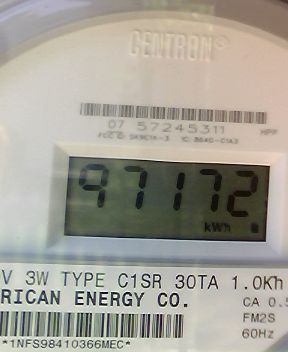 CENTRON®
07 57245311 HPP
97172
kWh
V 3W TYPE C1SR 30TA 1.0Kh
RICAN ENERGY CO.
CA 0.5
FM2S
60Hz
*1NFS98410366MEC*